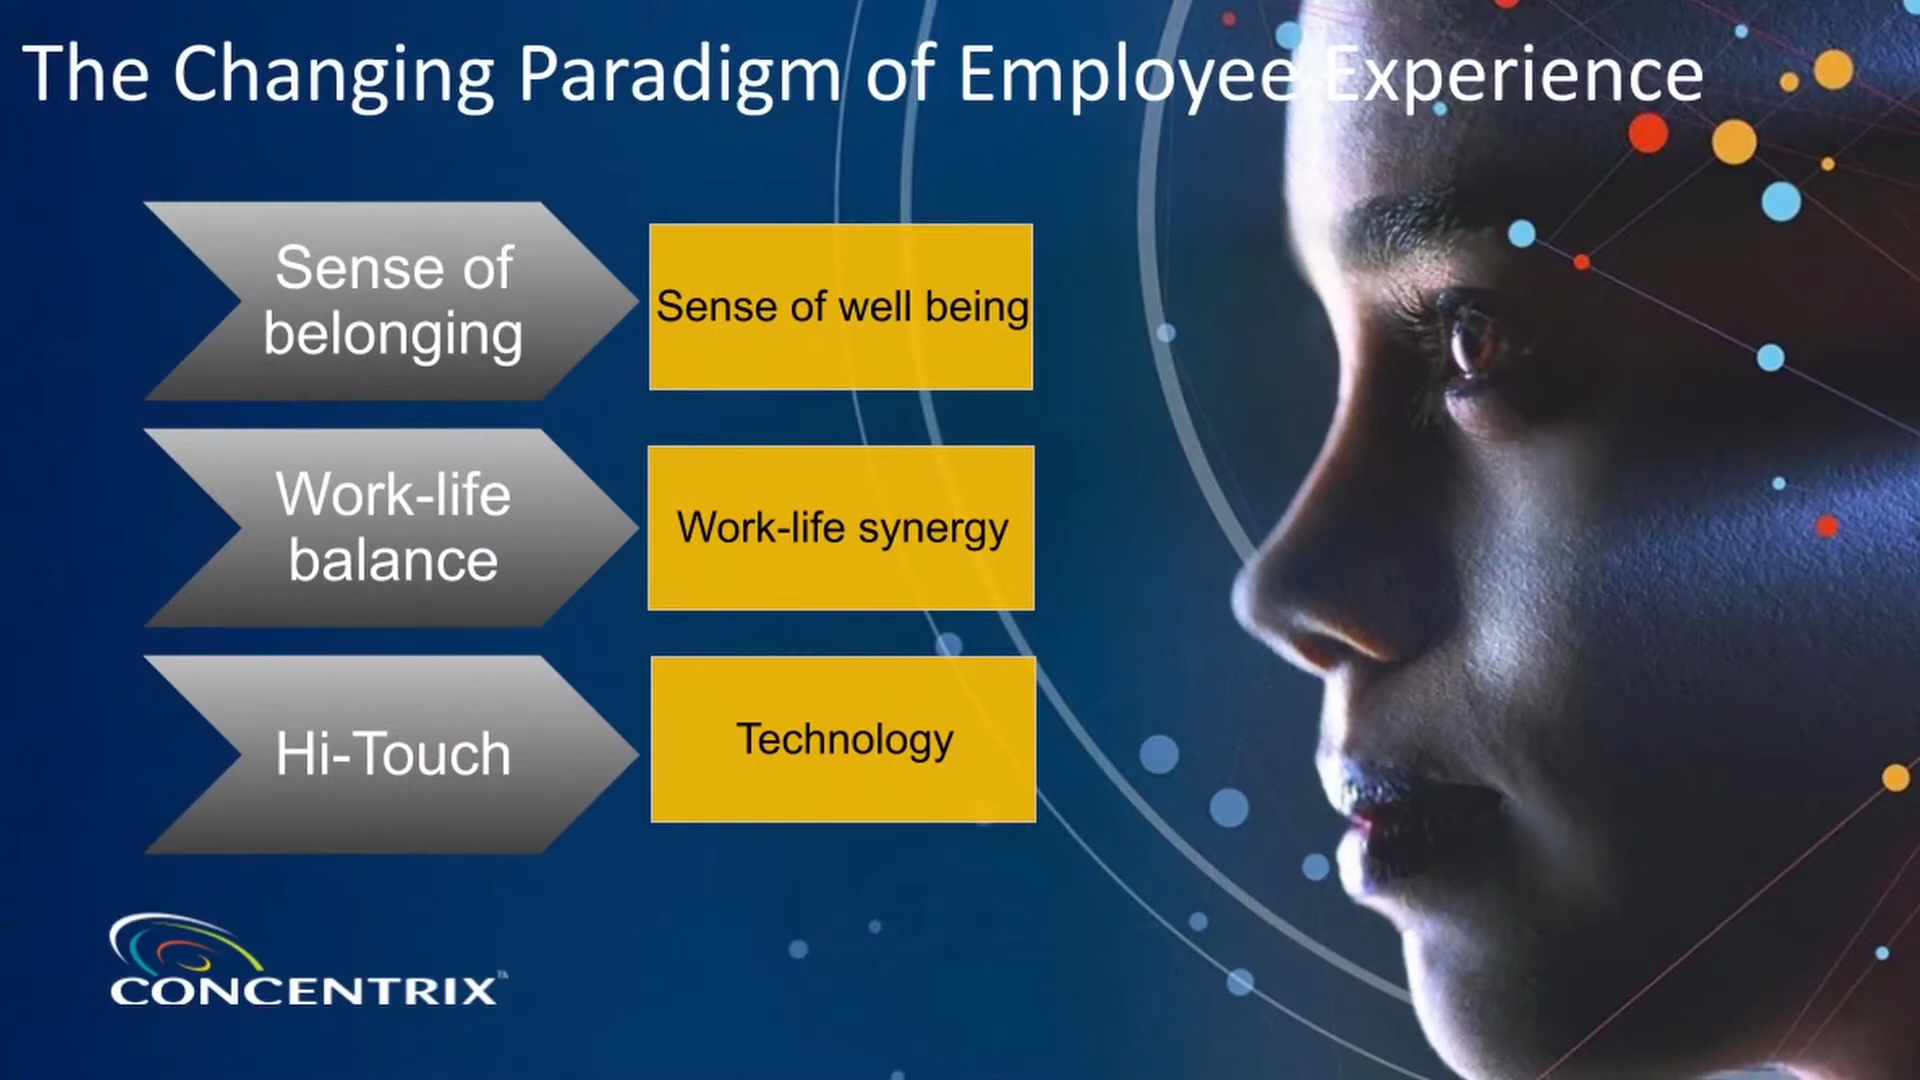 The Changing Paradigm of Employee Experience
Sense of
belonging
Sense of well being
Work-life
balance
Work-life synergy
Hi-Touch
Technology
CONCENTRIX™